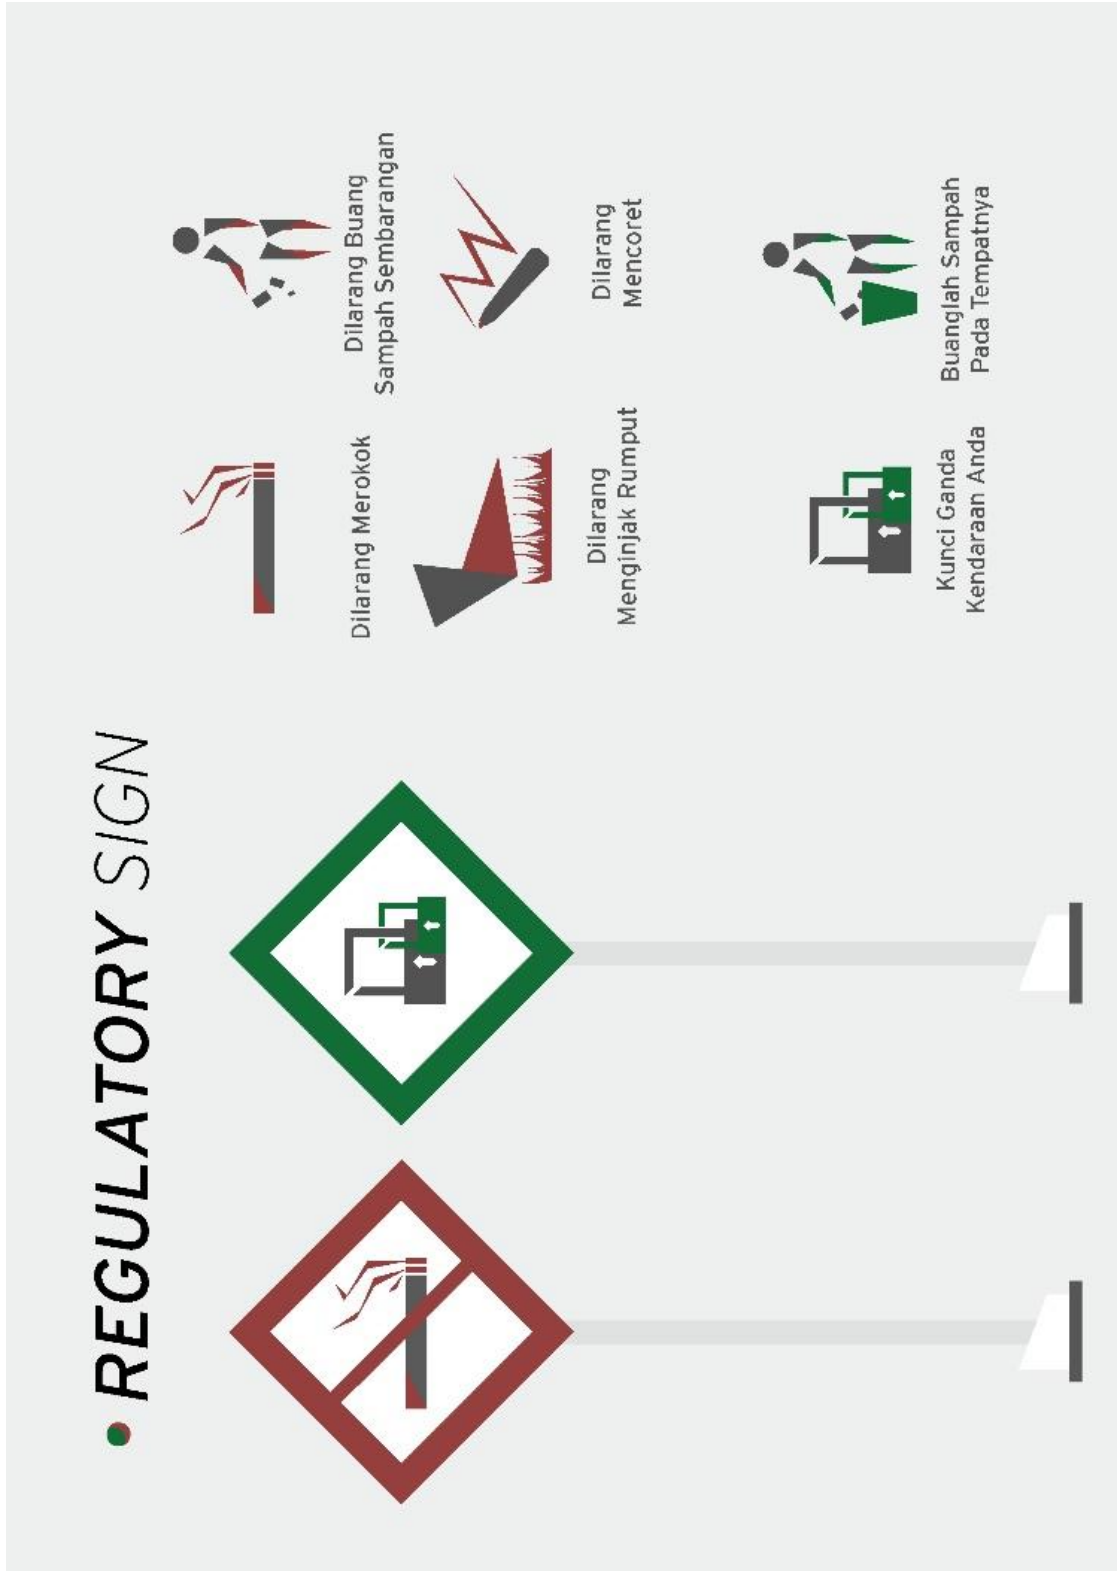 REGULATORY SIGN
Dilarang Merokok
Dilarang Buang
Sampah Sembarangan
Dilarang
Menginjak Rumput
Dilarang
Mencoret
Kunci Ganda
Kendaraan Anda
Buanglah Sampah
Pada Tempatnya